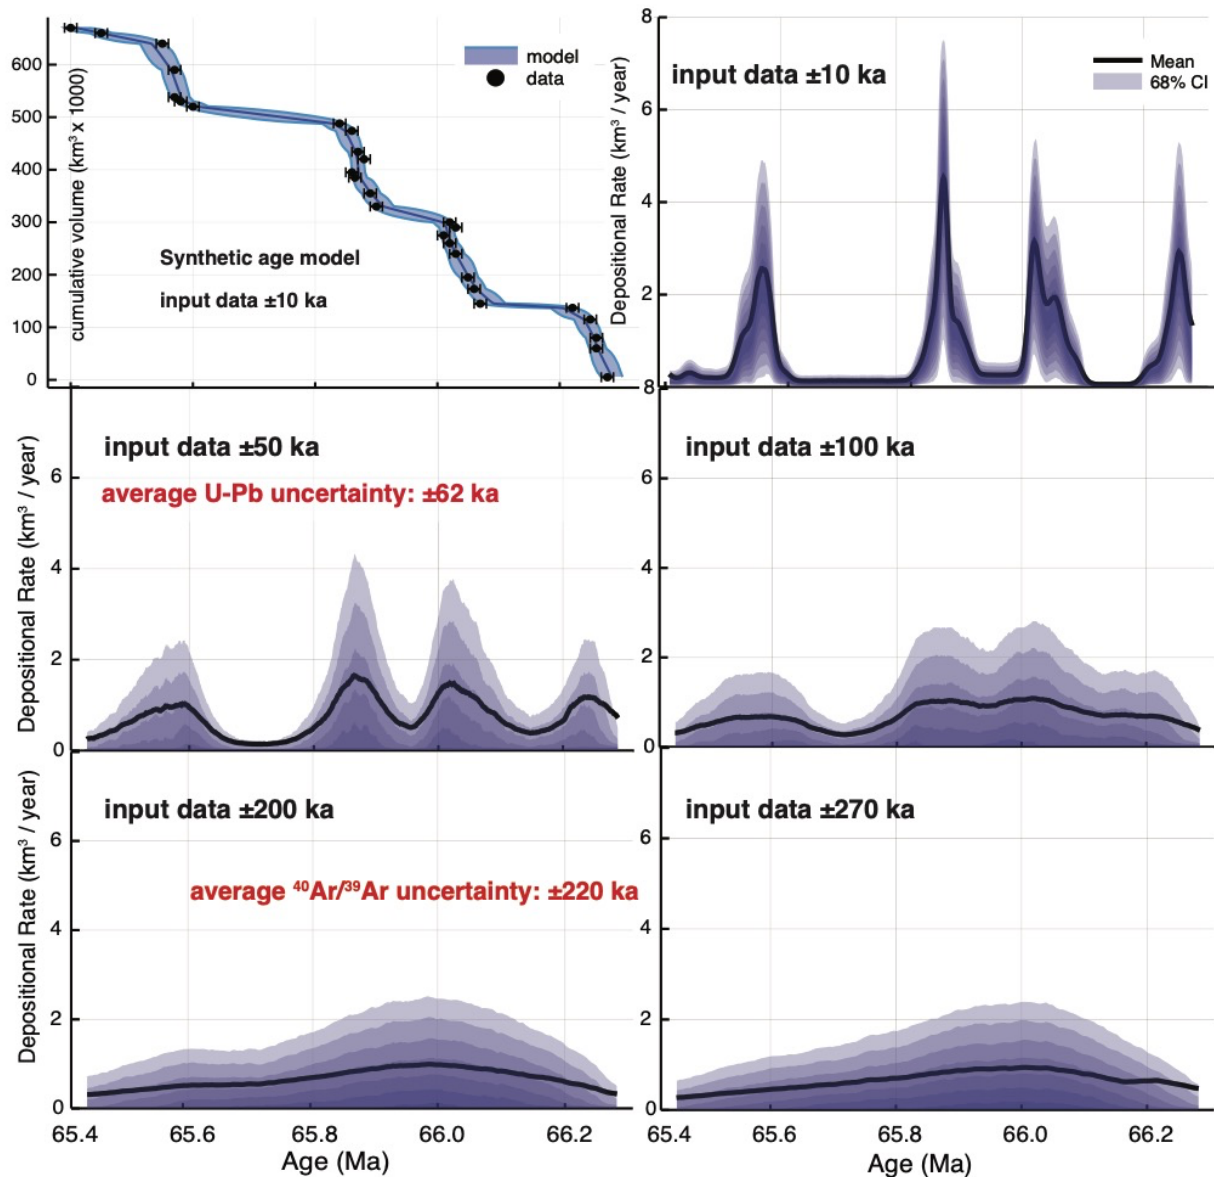 600
500
400
300
200
100
0
cumulative volume (km³ x 1000)
model
data
Synthetic age model
input data ±10 ka
8
6
4
2
8
Depositional Rate (km³ / year)
input data ±10 ka
Mean
68% CI
6
4
2
0
Depositional Rate (km³ / year)
input data ±50 ka
average U-Pb uncertainty: ±62 ka
6
4
2
0
input data ±100 ka
6
4
2
0
Depositional Rate (km³ / year)
input data ±200 ka
average ⁴⁰Ar/³⁹Ar uncertainty: ±220 ka
65.4
65.6
65.8
66.0
66.2
Age (Ma)
6
4
2
0
input data ±270 ka
65.4
65.6
65.8
66.0
66.2
Age (Ma)